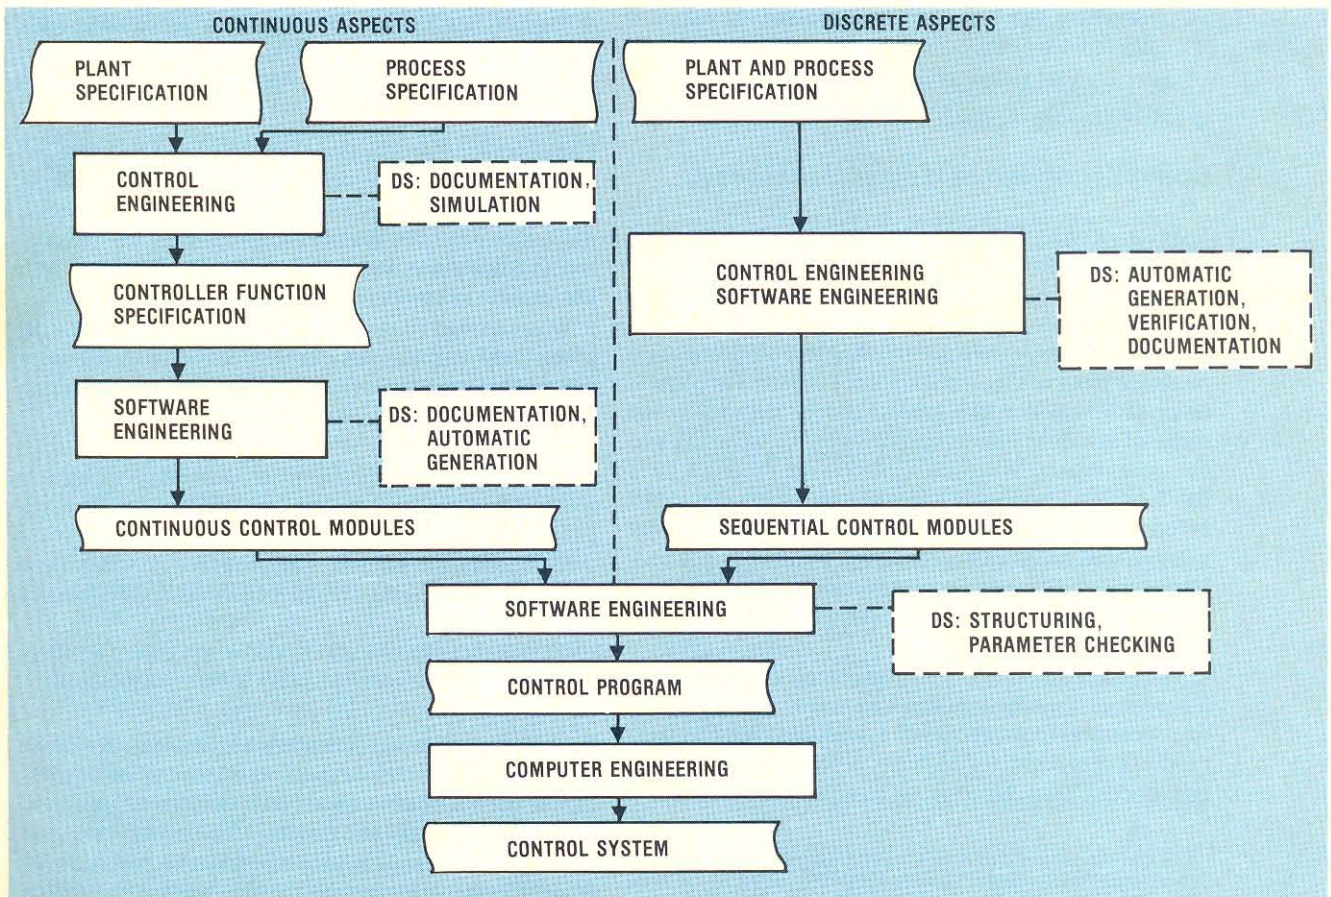 CONTINUOUS ASPECTS
DISCRETE ASPECTS
PLANT
SPECIFICATION
PROCESS
SPECIFICATION
PLANT AND PROCESS
SPECIFICATION
CONTROL
ENGINEERING
DS: DOCUMENTATION,
SIMULATION
CONTROL ENGINEERING
SOFTWARE ENGINEERING
DS: AUTOMATIC
GENERATION,
VERIFICATION,
DOCUMENTATION
CONTROLLER FUNCTION
SPECIFICATION
SOFTWARE
ENGINEERING
DS: DOCUMENTATION,
AUTOMATIC
GENERATION
CONTINUOUS CONTROL MODULES
SEQUENTIAL CONTROL MODULES
SOFTWARE ENGINEERING
DS: STRUCTURING,
PARAMETER CHECKING
CONTROL PROGRAM
COMPUTER ENGINEERING
CONTROL SYSTEM